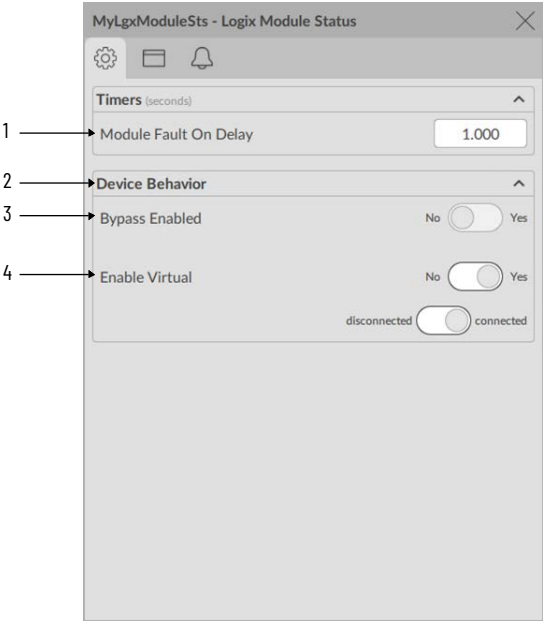 MyLgxModuleSts - Logix Module Status
Timers (seconds)
1
Module Fault On Delay 1.000
2
Device Behavior
3
Bypass Enabled No Yes
4
Enable Virtual No Yes
disconnected connected